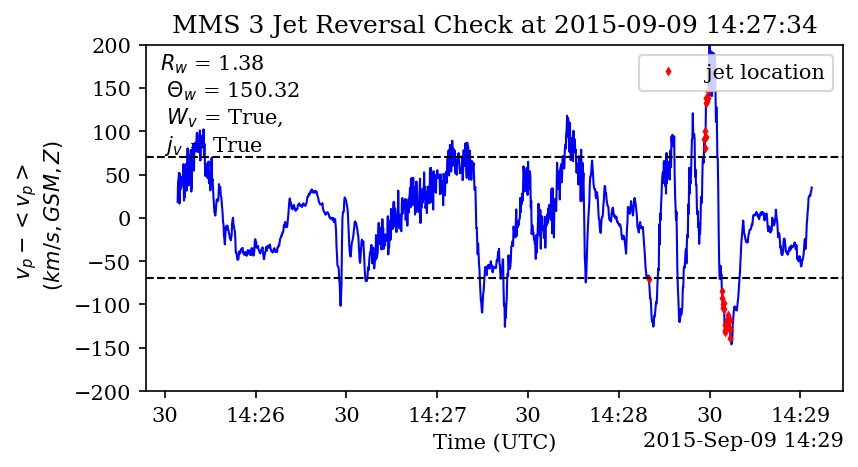 MMS 3 Jet Reversal Check at 2015-09-09 14:27:34
R_w = 1.38
Θ_w = 150.32
W_v = True,
j_v = True
jet location
v_p − < v_p >
(km/s, GSM, Z)
200
150
100
50
0
−50
−100
−150
−200
30
14:26
30
14:27
30
14:28
30
14:29
Time (UTC)
2015-Sep-09 14:29